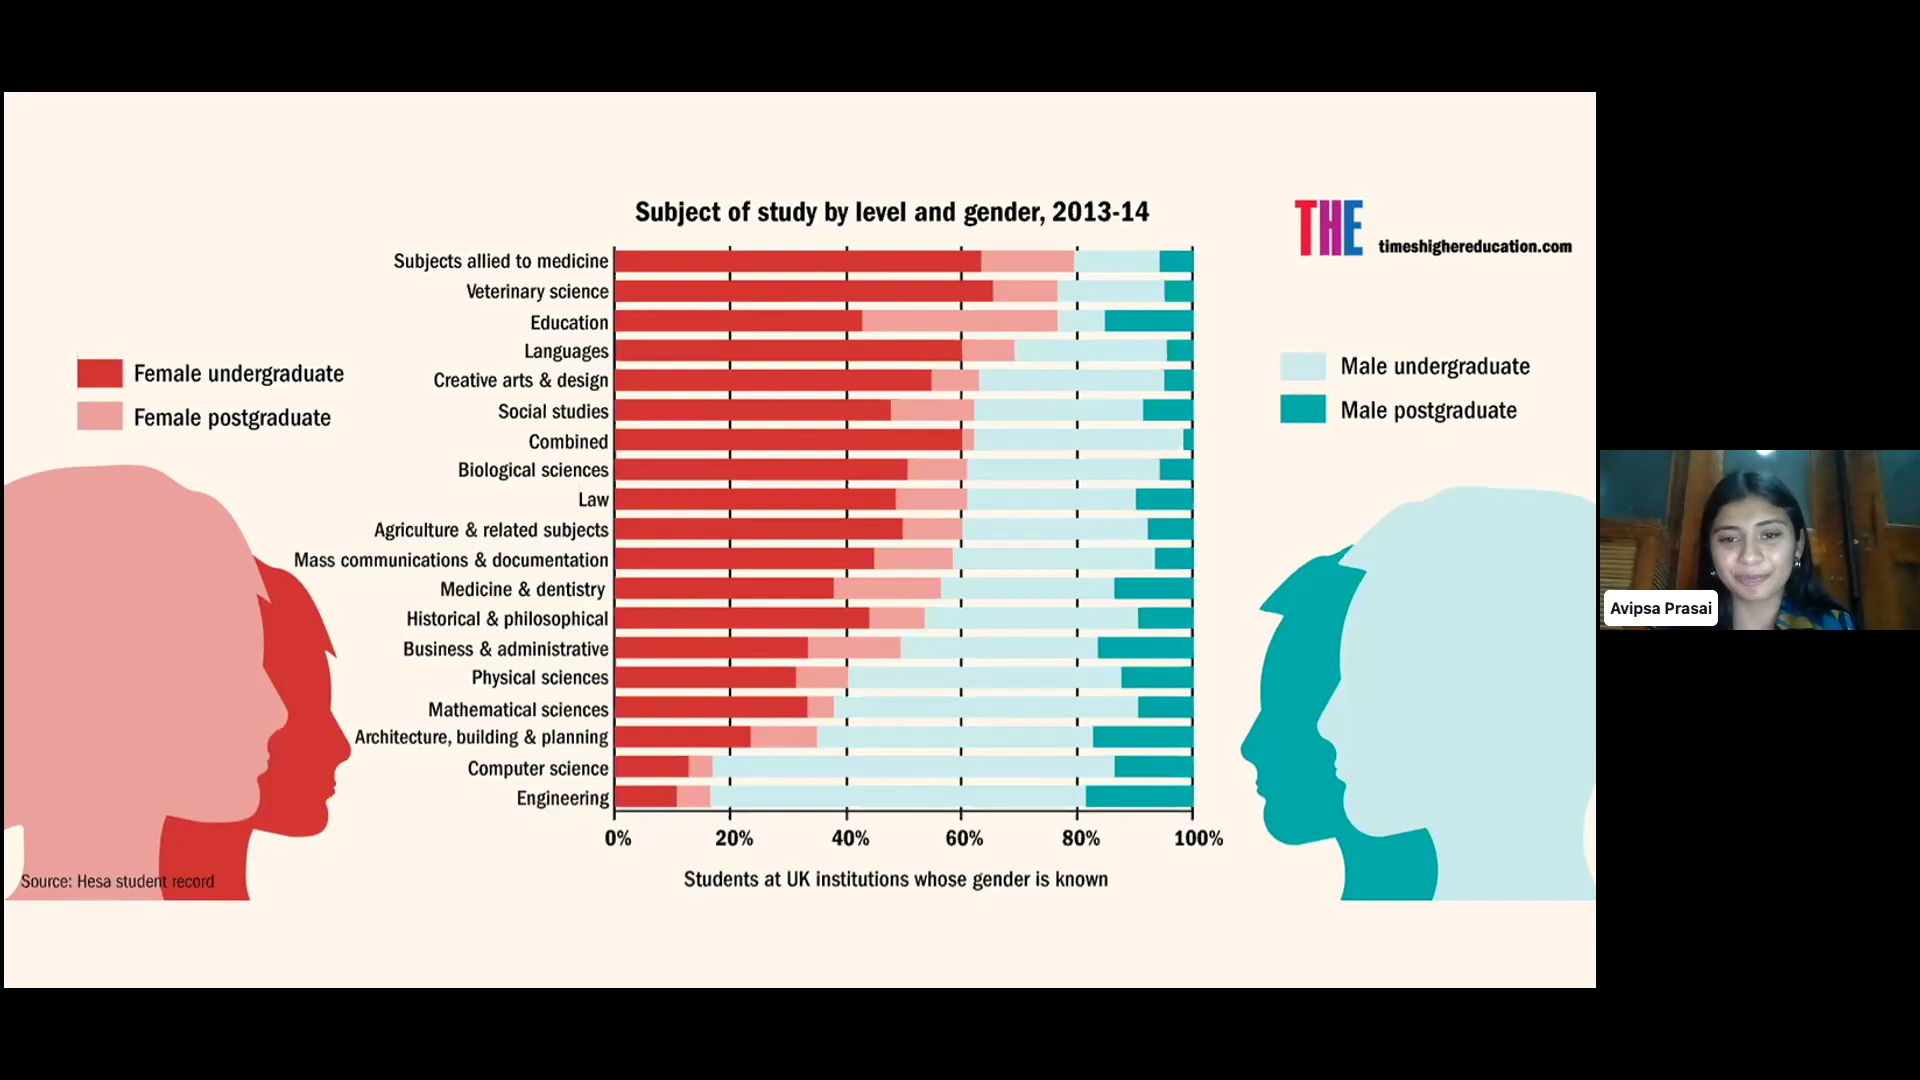 Subject of study by level and gender, 2013-14
THE
timeshighereducation.com
Subjects allied to medicine
Veterinary science
Education
Languages
Creative arts & design
Social studies
Combined
Biological sciences
Law
Agriculture & related subjects
Mass communications & documentation
Medicine & dentistry
Historical & philosophical
Business & administrative
Physical sciences
Mathematical sciences
Architecture, building & planning
Computer science
Engineering
0% 20% 40% 60% 80% 100%
Students at UK institutions whose gender is known
Female undergraduate
Female postgraduate
Male undergraduate
Male postgraduate
Source: Hesa student record
Avipsa Prasai